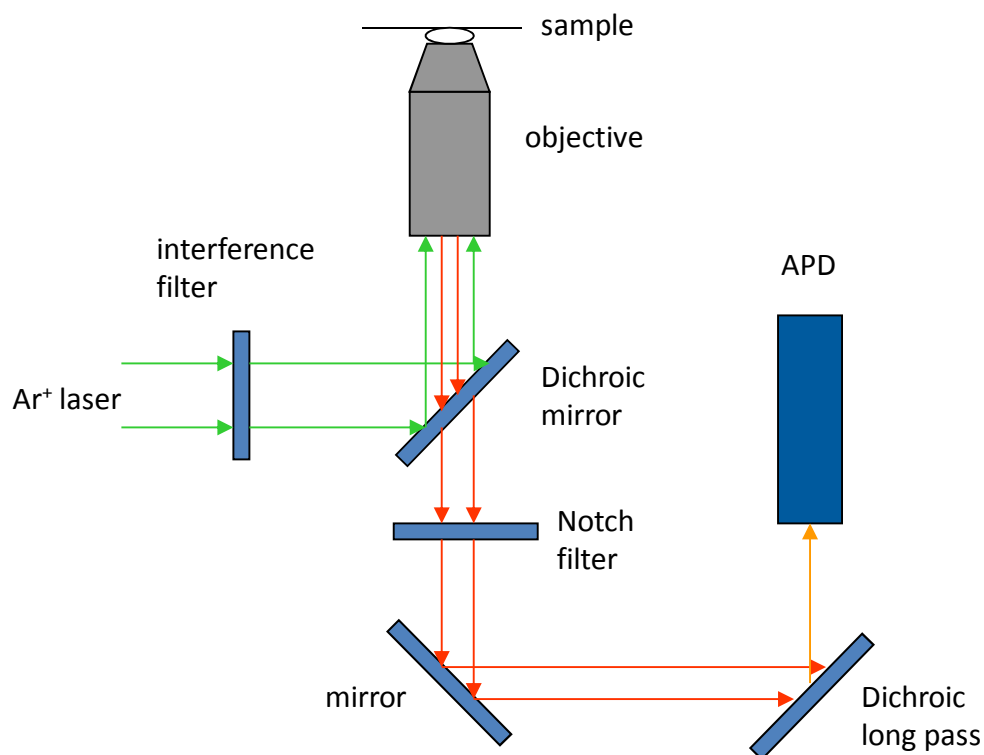 sample
objective
interference
filter
APD
Ar⁺ laser
Dichroic
mirror
Notch
filter
mirror
Dichroic
long pass